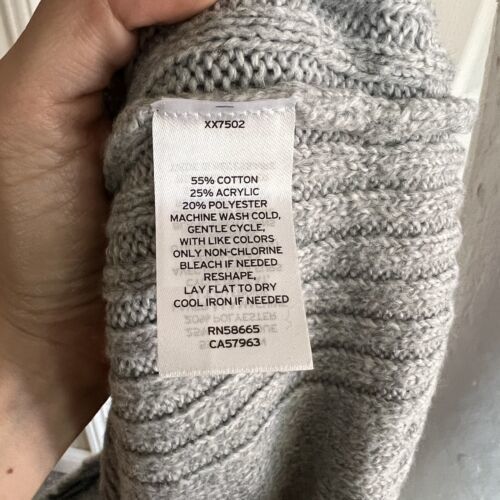 XX7502
55% COTTON
25% ACRYLIC
20% POLYESTER
MACHINE WASH COLD,
GENTLE CYCLE,
WITH LIKE COLORS
ONLY NON-CHLORINE
BLEACH IF NEEDED
RESHAPE,
LAY FLAT TO DRY
COOL IRON IF NEEDED
RN58665
CA57963